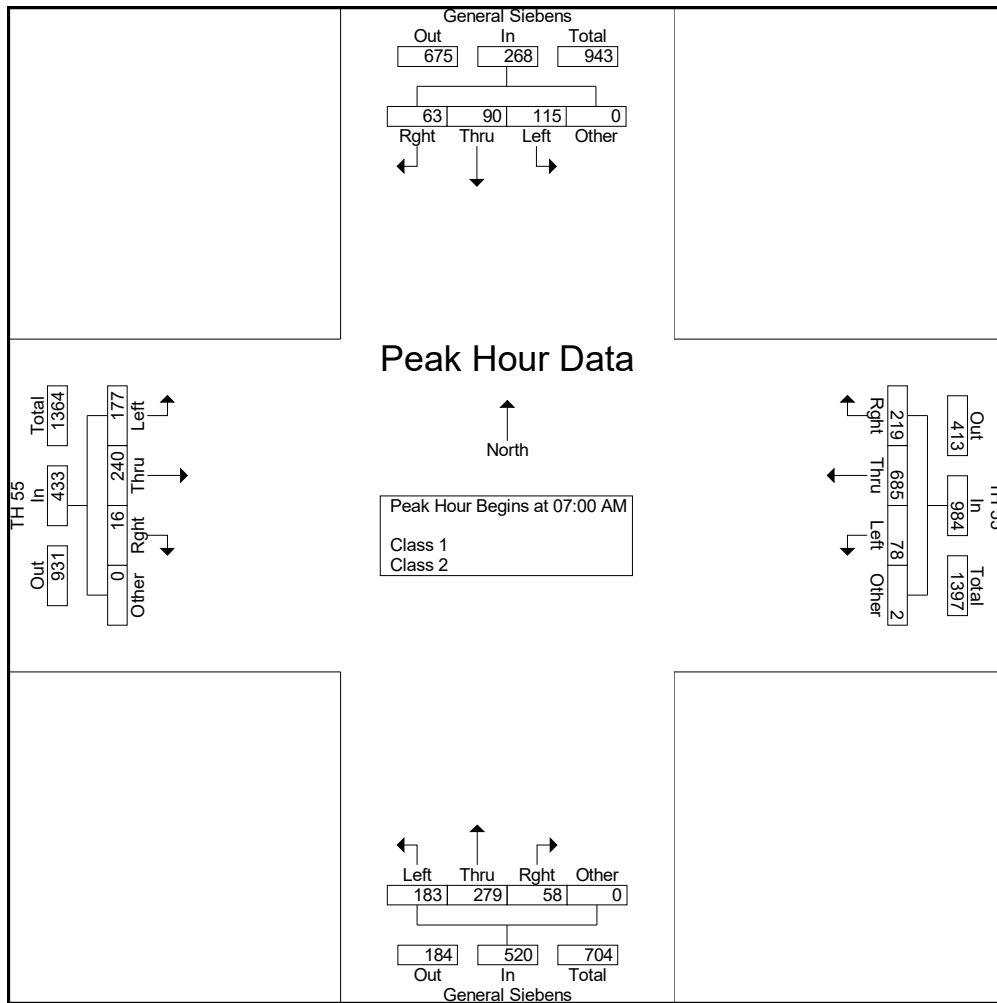 General Siebens
Out In Total
675 268 943
63 90 115 0
Rght Thru Left Other
Peak Hour Data
North
Peak Hour Begins at 07:00 AM
Class 1
Class 2
TH 55
Total In Out
1364 433 931
177 240 16 0
Left Thru Rght Other
Out In Total
413 984 1397
219 685 78 2
Rght Thru Left Other
Left Thru Rght Other
183 279 58 0
184 520 704
Out In Total
General Siebens